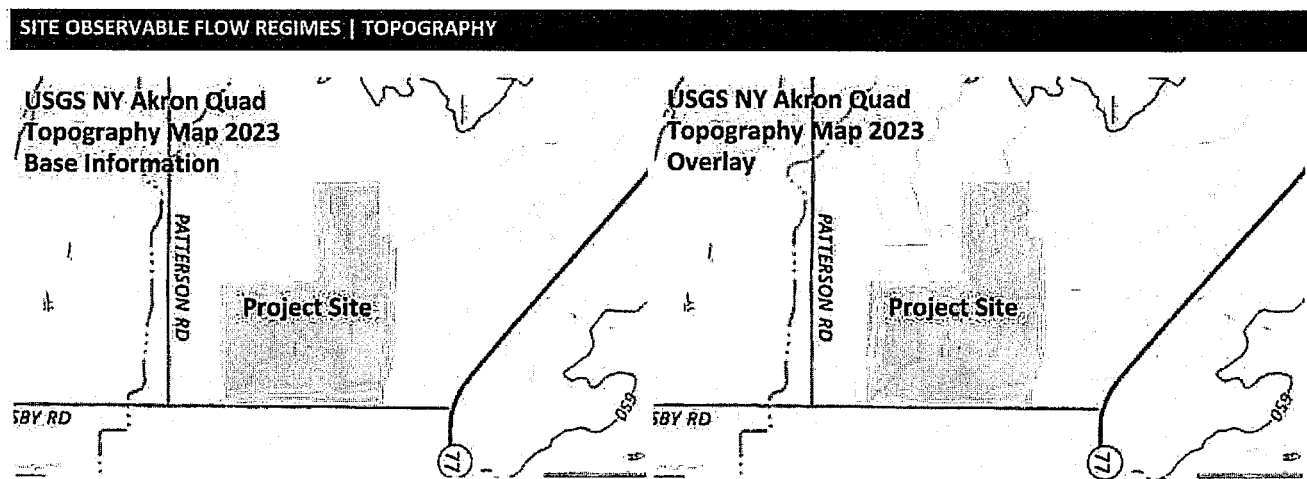 SITE OBSERVABLE FLOW REGIMES | TOPOGRAPHY
USGS NY Akron Quad
Topography Map 2023
Base Information
PATTERSON RD
Project Site
SBY RD
650
77
USGS NY Akron Quad
Topography Map 2023
Overlay
PATTERSON RD
Project Site
SBY RD
650
77